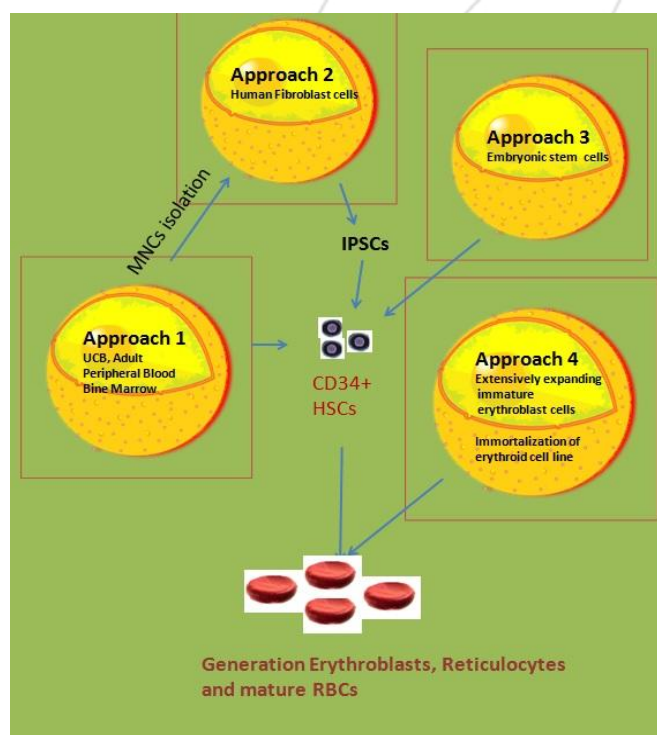 Approach 2
Human Fibroblast cells
Approach 3
Embryonic stem cells
MNCs isolation
IPSCs
Approach 1
UCB, Adult
Peripheral Blood
Bine Marrow
CD34+
HSCs
Approach 4
Extensively expanding
immature
erythroblast cells
Immortalization of
erythroid cell line
Generation Erythroblasts, Reticulocytes
and mature RBCs